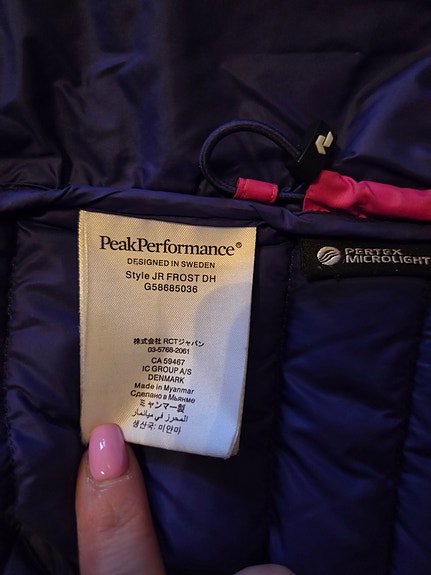 PeakPerformance®
DESIGNED IN SWEDEN
Style JR FROST DH
G58685036
株式会社 RCTジャパン
03-5768-2061
CA 59467
IC GROUP A/S
DENMARK
Made in Myanmar
Сделано в Мьянме
ミャンマー製
المحرز في ميانمار
생산국: 미얀마
PERTEX
MICROLIGHT